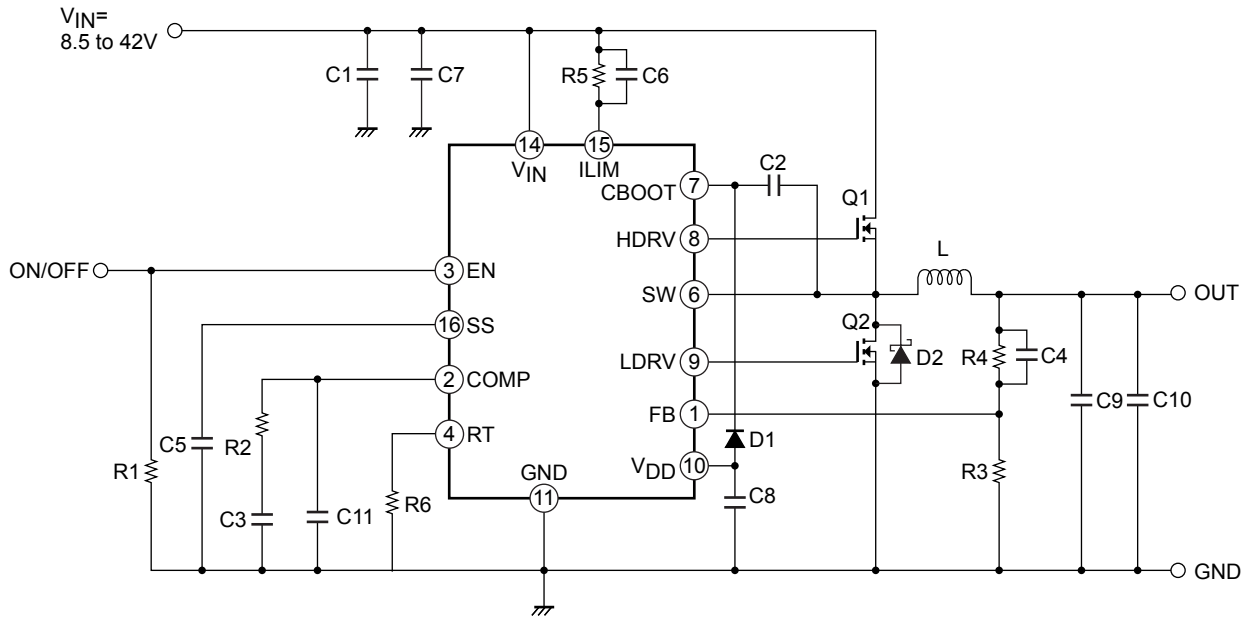 VIN=
8.5 to 42V
C1
C7
R5
C6
14
15
VIN
ILIM
C2
CBOOT
7
Q1
HDRV
8
L
ON/OFF
3
EN
SW
6
OUT
16
SS
Q2
LDRV
9
D2
R4
C4
2
COMP
C9
C10
FB
1
C5
R2
4
RT
D1
R1
GND
VDD
10
R3
C3
C11
R6
11
C8
GND